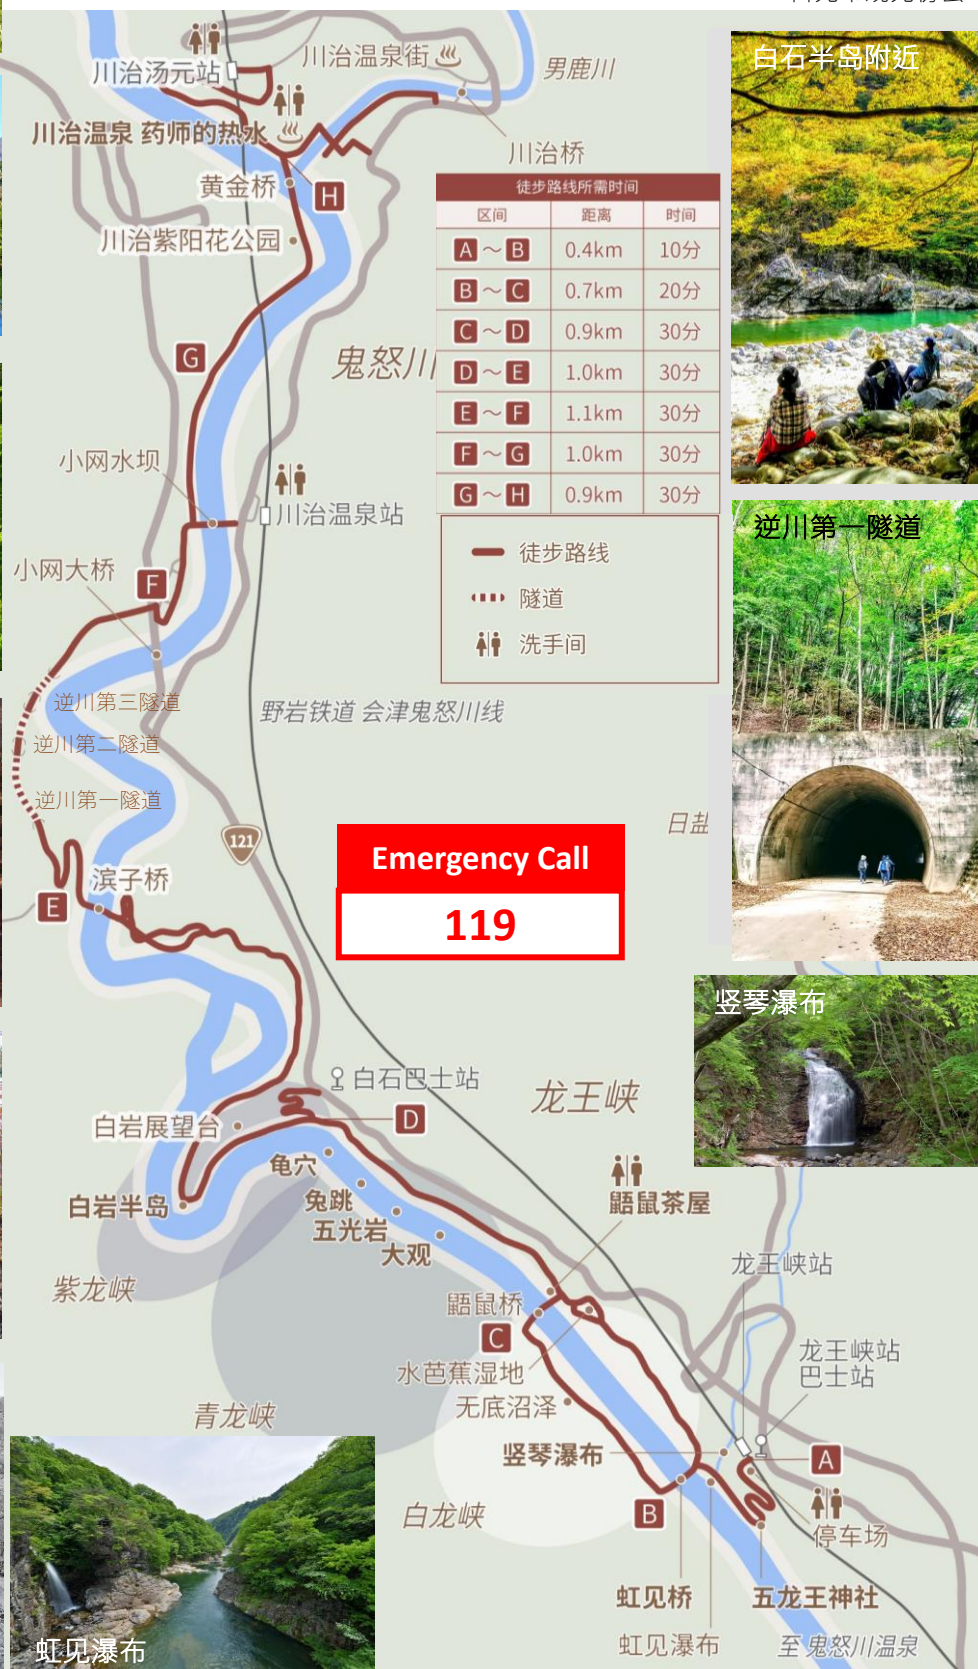 川治汤元站
川治温泉街
男鹿川
川治温泉 药师的热水
川治桥
黄金桥
H
川治紫阳花公园
徒步路线所需时间
区间 距离 时间
A～B 0.4km 10分
B～C 0.7km 20分
C～D 0.9km 30分
D～E 1.0km 30分
E～F 1.1km 30分
F～G 1.0km 30分
G～H 0.9km 30分
徒步路线
隧道
洗手间
白石半岛附近
G
鬼怒川
小网水坝
川治温泉站
逆川第一隧道
小网大桥
F
逆川第三隧道
野岩铁道 会津鬼怒川线
逆川第二隧道
逆川第一隧道
121
日盐
Emergency Call
119
滨子桥
E
竖琴瀑布
白石巴士站
龙王峡
D
白岩展望台
龟穴
白岩半岛
兔跳
五光岩
大观
鼯鼠茶屋
紫龙峡
龙王峡站
鼯鼠桥
C
龙王峡站
巴士站
水芭蕉湿地
无底沼泽
青龙峡
竖琴瀑布
A
白龙峡
B
停车场
虹见桥
五龙王神社
虹见瀑布
至 鬼怒川温泉
虹见瀑布